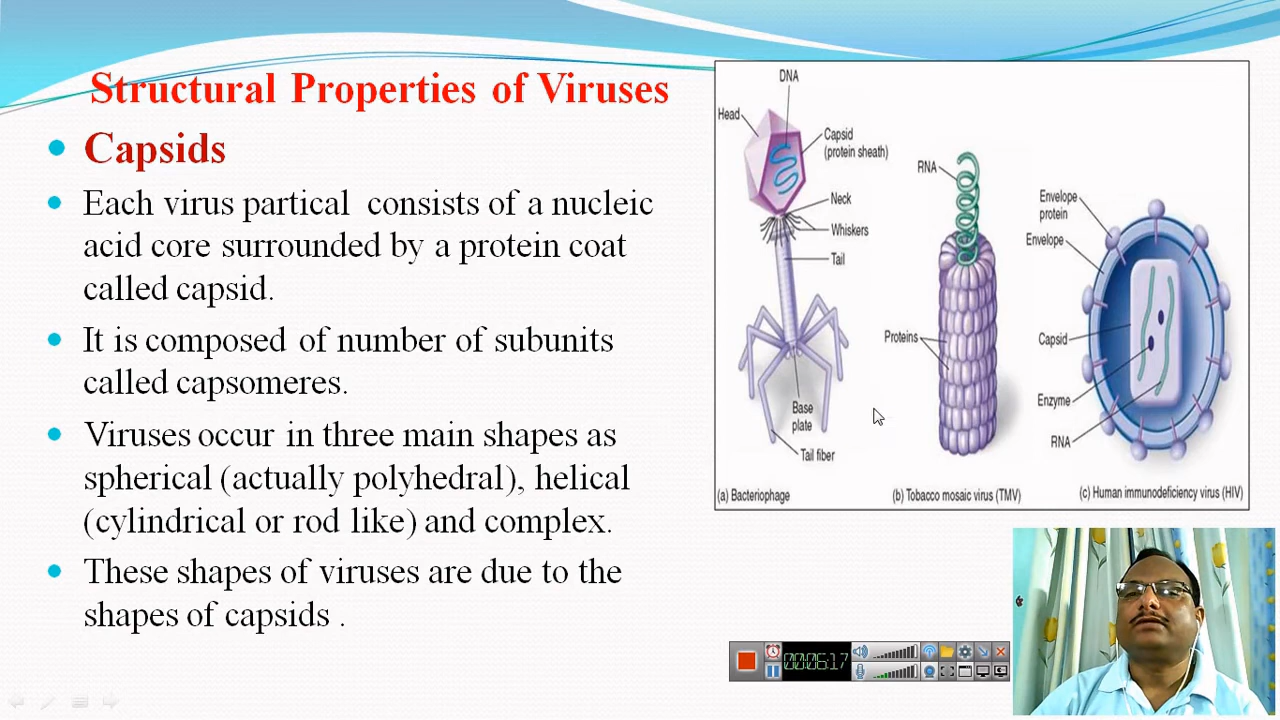 Structural Properties of Viruses
Capsids
Each virus partical consists of a nucleic
acid core surrounded by a protein coat
called capsid.
It is composed of number of subunits
called capsomeres.
Viruses occur in three main shapes as
spherical (actually polyhedral), helical
(cylindrical or rod like) and complex.
These shapes of viruses are due to the
shapes of capsids .
DNA
Head
Capsid
(protein sheath)
Neck
Whiskers
Tail
Base
plate
Tail fiber
(a) Bacteriophage
RNA
Proteins
(b) Tobacco mosaic virus (TMV)
Envelope
protein
Envelope
Capsid
Enzyme
RNA
(c) Human immunodeficiency virus (HIV)
00:06:17